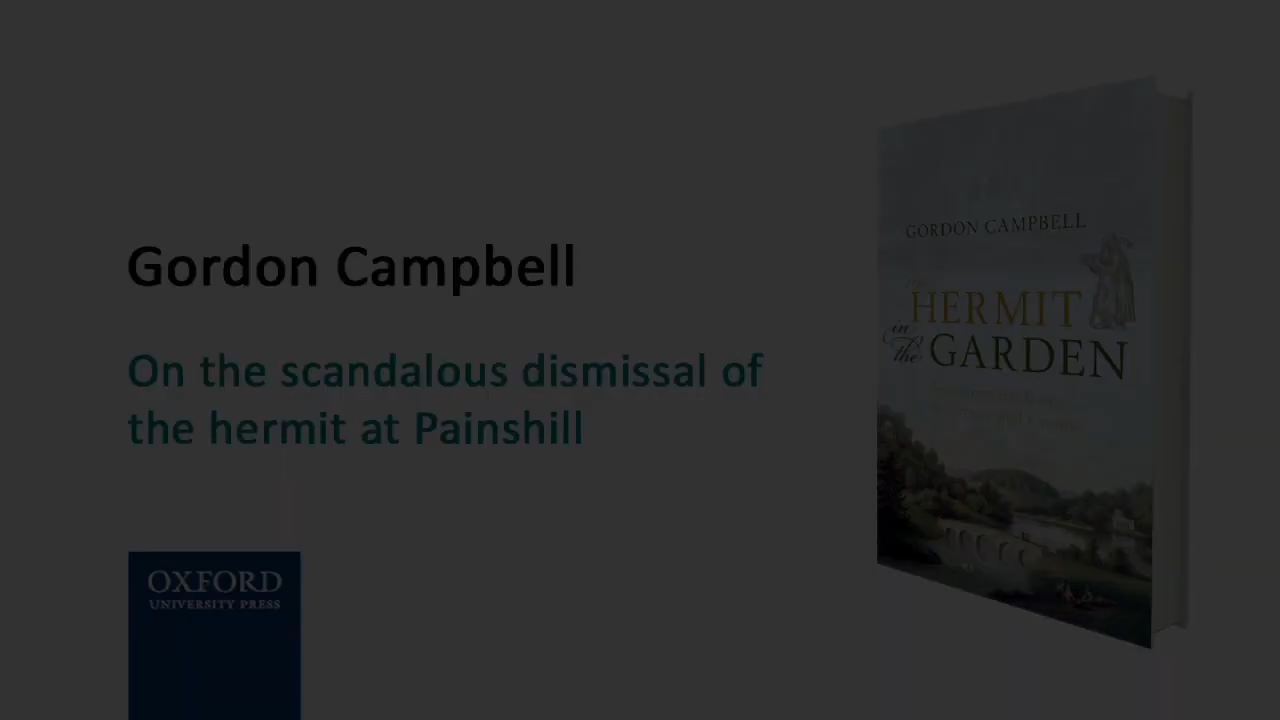 Gordon Campbell
On the scandalous dismissal of
the hermit at Painshill
OXFORD
UNIVERSITY PRESS
GORDON CAMPBELL
HERMIT
in
the GARDEN